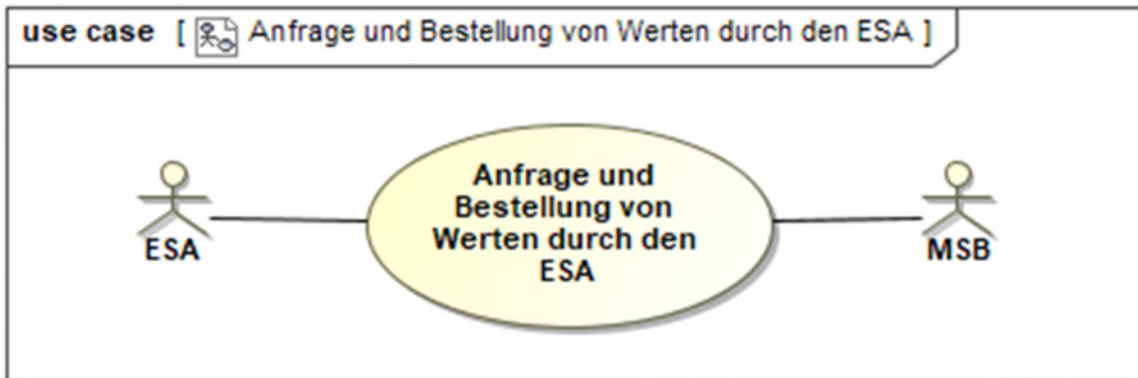 use case [ Anfrage und Bestellung von Werten durch den ESA ]
Anfrage und
Bestellung von
Werten durch den
ESA
ESA
MSB